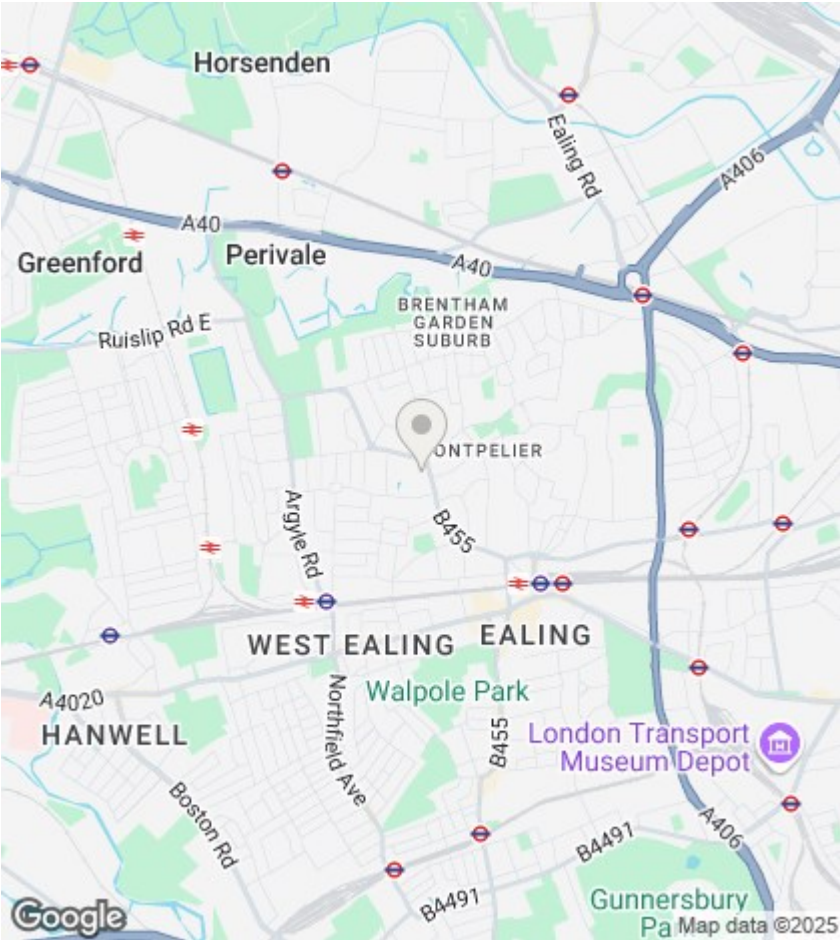 Horsenden
Ealing Rd
A406
A40
Greenford
Perivale
A40
BRENTHAM
GARDEN
SUBURB
Ruislip Rd E
ONTPELIER
Argyle Rd
B455
WEST EALING
EALING
A4020
HANWELL
Walpole Park
Northfield Ave
B455
London Transport
Museum Depot
Boston Rd
A406
B4491
B4491
Gunnersbury
Pa
Google
Map data ©2025